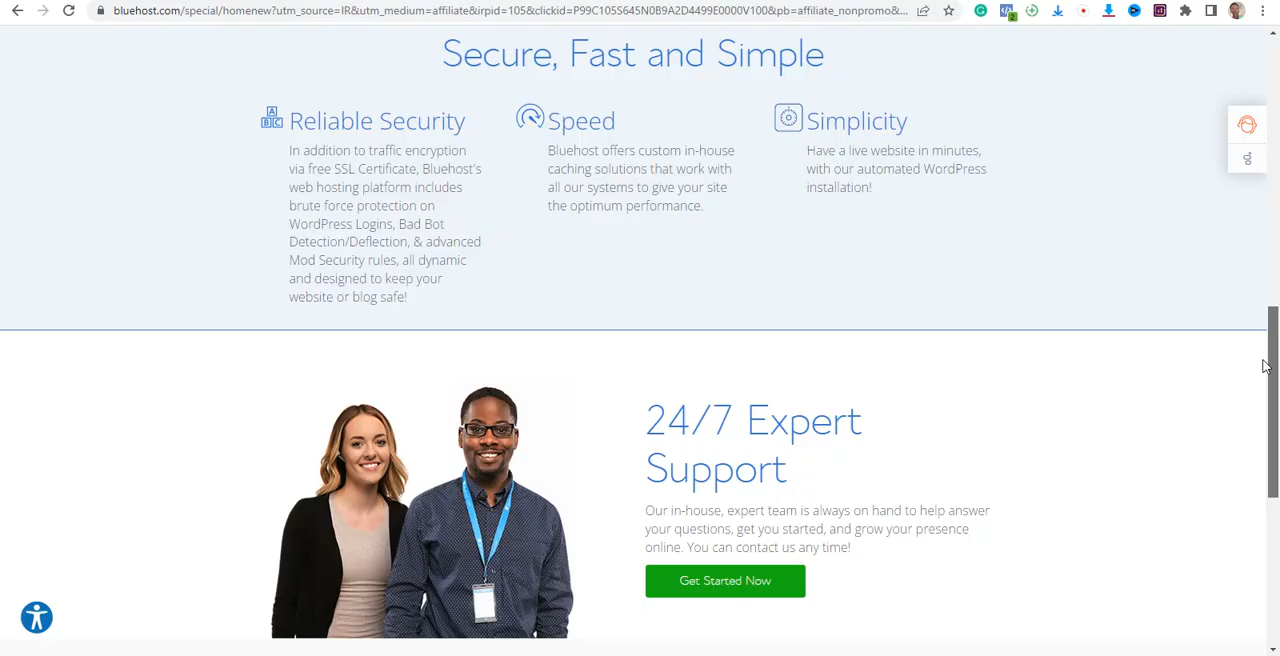 bluehost.com/special/homenew?utm_source=IR&utm_medium=affiliate&irpid=105&clickid=P99C105S645N0B9A2D4499E0000V100&pb=affiliate_nonpromo&...
2
Secure, Fast and Simple
A
B C
Reliable Security
In addition to traffic encryption
via free SSL Certificate, Bluehost's
web hosting platform includes
brute force protection on
WordPress Logins, Bad Bot
Detection/Deflection, & advanced
Mod Security rules, all dynamic
and designed to keep your
website or blog safe!
Speed
Bluehost offers custom in-house
caching solutions that work with
all our systems to give your site
the optimum performance.
Simplicity
Have a live website in minutes,
with our automated WordPress
installation!
24/7 Expert
Support
Our in-house, expert team is always on hand to help answer
your questions, get you started, and grow your presence
online. You can contact us any time!
Get Started Now